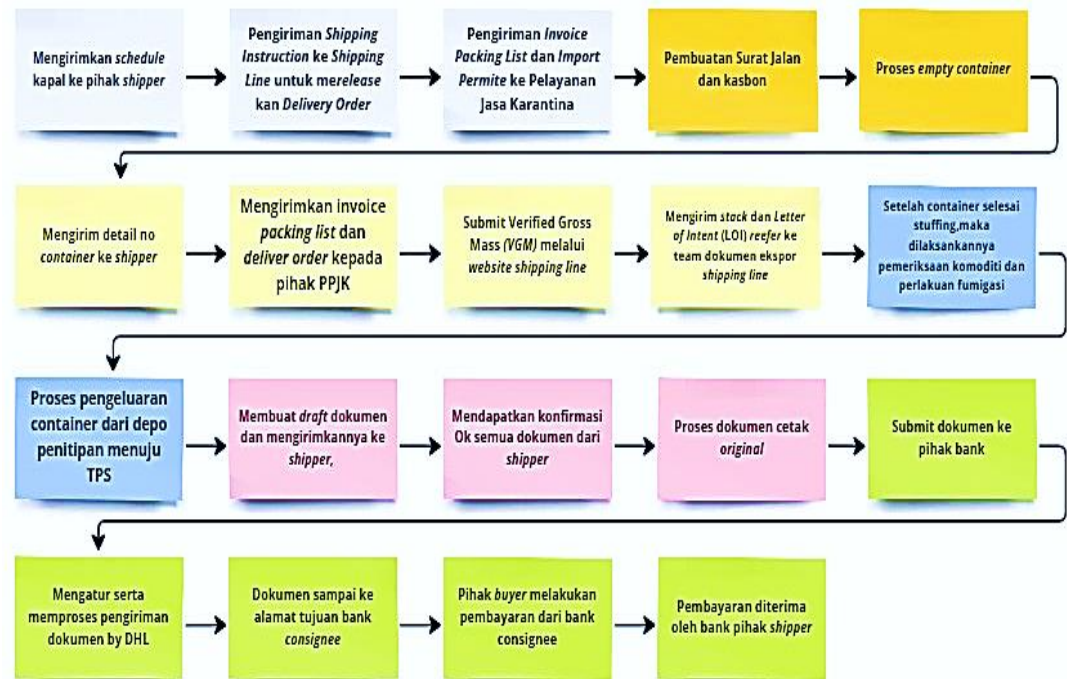 Mengirimkan schedule
kapal ke pihak shipper
Pengiriman Shipping
Instruction ke Shipping
Line untuk merelease
kan Delivery Order
Pengiriman Invoice
Packing List dan Import
Permite ke Pelayanan
Jasa Karantina
Pembuatan Surat Jalan
dan kasbon
Proses empty container
Mengirim detail no
container ke shipper
Mengirimkan invoice
packing list dan
deliver order kepada
pihak PPJK
Submit Verified Gross
Mass (VGM) melalui
website shipping line
Mengirim stack dan Letter
of Intent (LOI) reefer ke
team dokumen ekspor
shipping line
Setelah container selesai
stuffing,maka
dilaksankannya
pemeriksaan komoditi dan
perlakuan fumigasi
Proses pengeluaran
container dari depo
penitipan menuju
TPS
Membuat draft dokumen
dan mengirimkannya ke
shipper,
Mendapatkan konfirmasi
Ok semua dokumen dari
shipper
Proses dokumen cetak
original
Submit dokumen ke
pihak bank
Mengatur serta
memproses pengiriman
dokumen by DHL
Dokumen sampai ke
alamat tujuan bank
consignee
Pihak buyer melakukan
pembayaran dari bank
consignee
Pembayaran diterima
oleh bank pihak shipper